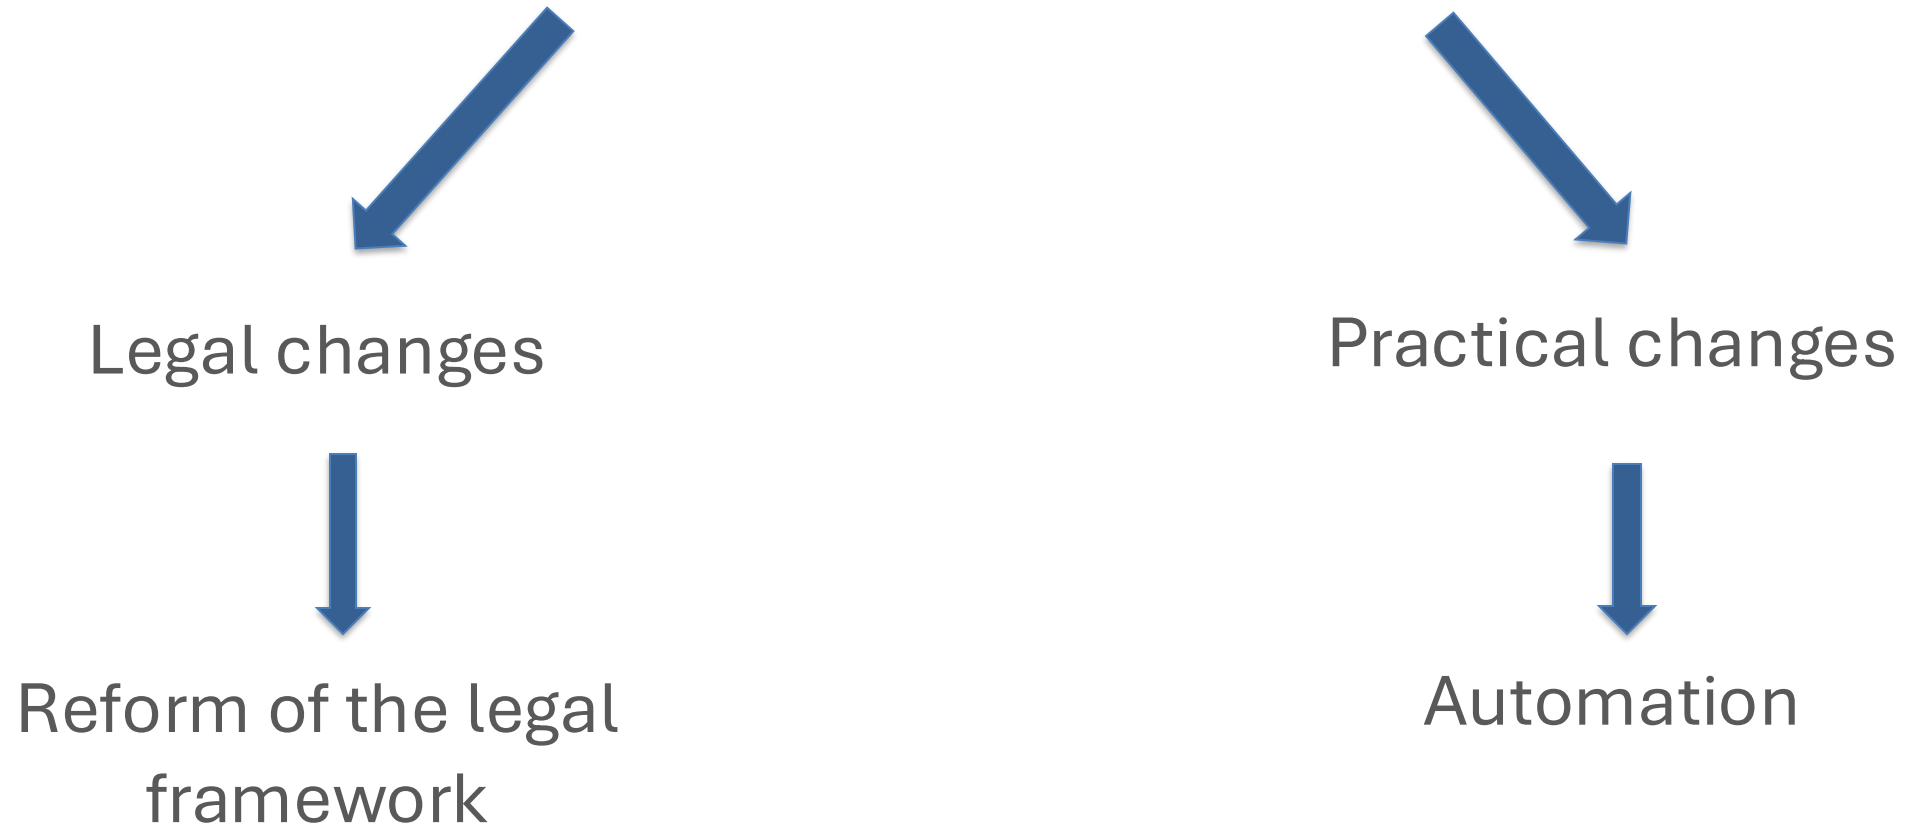 Legal changes
Practical changes
Reform of the legal
framework
Automation